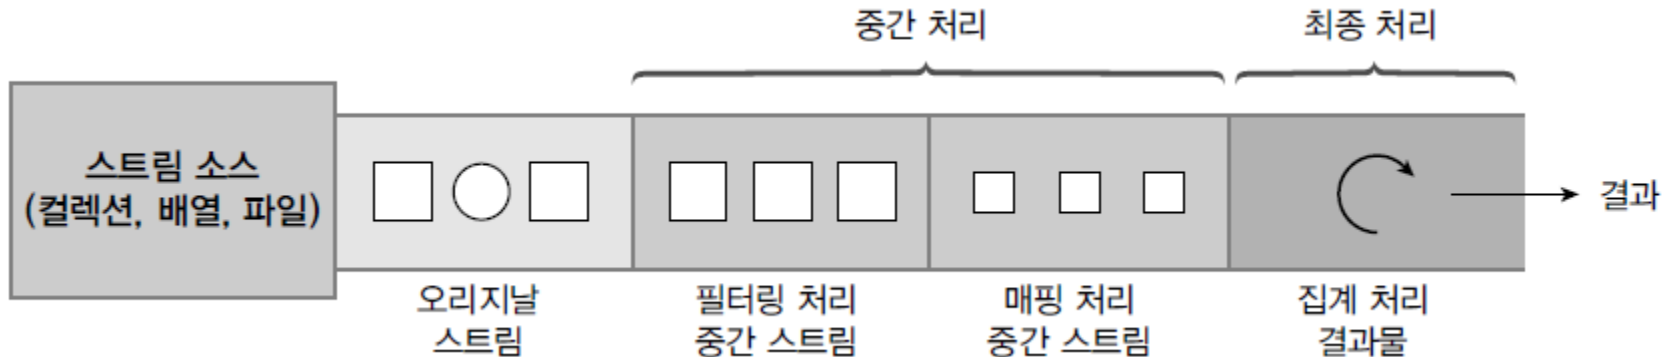 중간 처리
최종 처리
스트림 소스
(컬렉션, 배열, 파일)
결과
오리지날
스트림
필터링 처리
중간 스트림
매핑 처리
중간 스트림
집계 처리
결과물